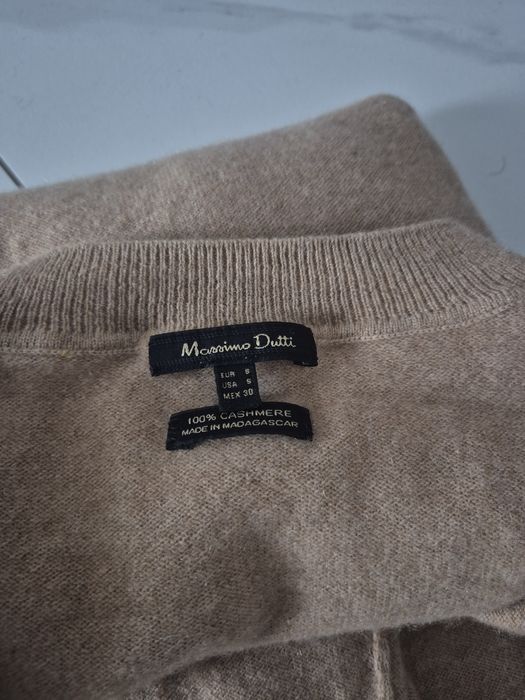 Massimo Dutti
EUR S
USA S
MEX 30
100% CASHMERE
MADE IN MADAGASCAR